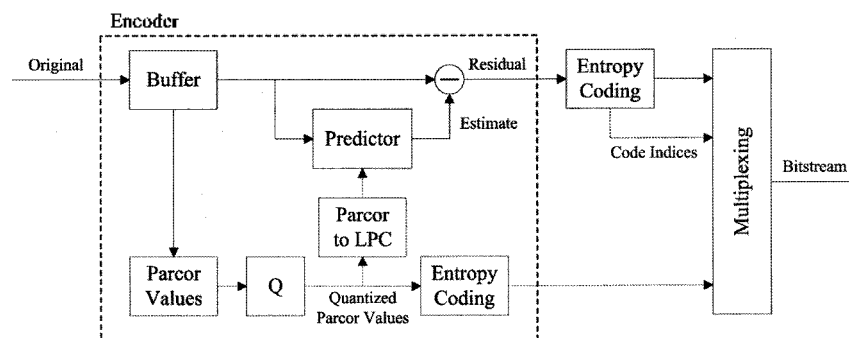 Encoder
Original
Buffer
Residual
Entropy
Coding
Estimate
Predictor
Code Indices
Multiplexing
Bitstream
Parcor
to LPC
Parcor
Values
Q
Quantized
Parcor Values
Entropy
Coding